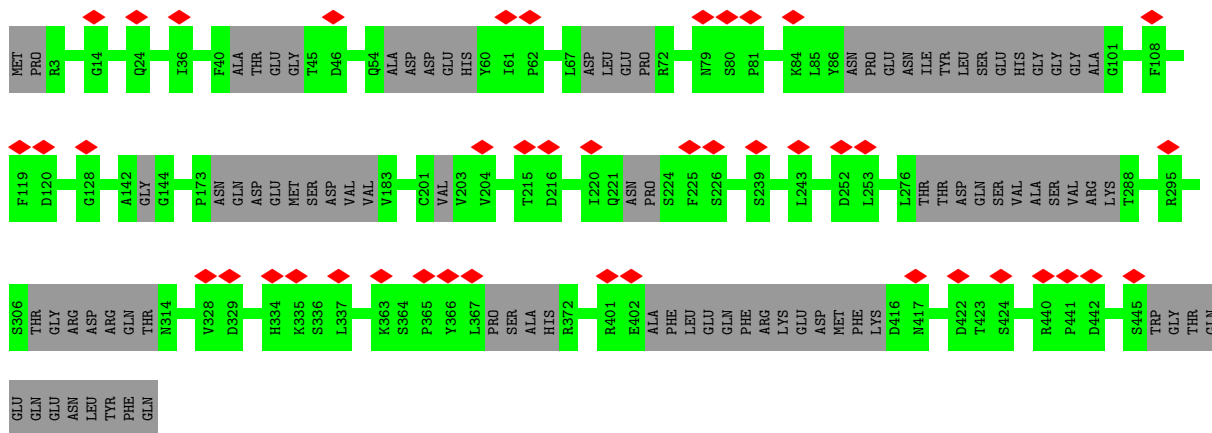 MET PRO R3 G14 Q24 I36 F40 ALA THR GLU GLY T45 D46 Q54 ALA ASP ASP GLU HIS Y60 I61 P62 L67 ASP LEU GLU PRO R72 N79 S80 P81 K84 L85 Y86 ASN PRO GLU ASN ILE TYR LEU SER GLU HIS GLY GLY GLY ALA G101 F108
F119 D120 G128 A142 GLY G144 P173 ASN GLN ASP GLU MET SER ASP VAL VAL V183 C201 VAL V203 V204 T215 D216 I220 Q221 ASN PRO S224 F225 S226 S239 L243 D252 L253 L276 THR THR ASP GLN SER VAL ALA SER VAL ARG LYS T288 R295
S306 THR GLY ARG ASP ARG GLN THR N314 V328 D329 H334 K335 S336 L337 K363 S364 P365 Y366 L367 PRO SER ALA HIS R372 R401 E402 ALA PHE LEU GLU GLN PHE ARG LYS GLU ASP MET PHE LYS D416 N417 D422 T423 S424 R440 P441 D442 S445 TRP GLY THR GLN
GLU GLN GLU ASN LEU TYR PHE GLN